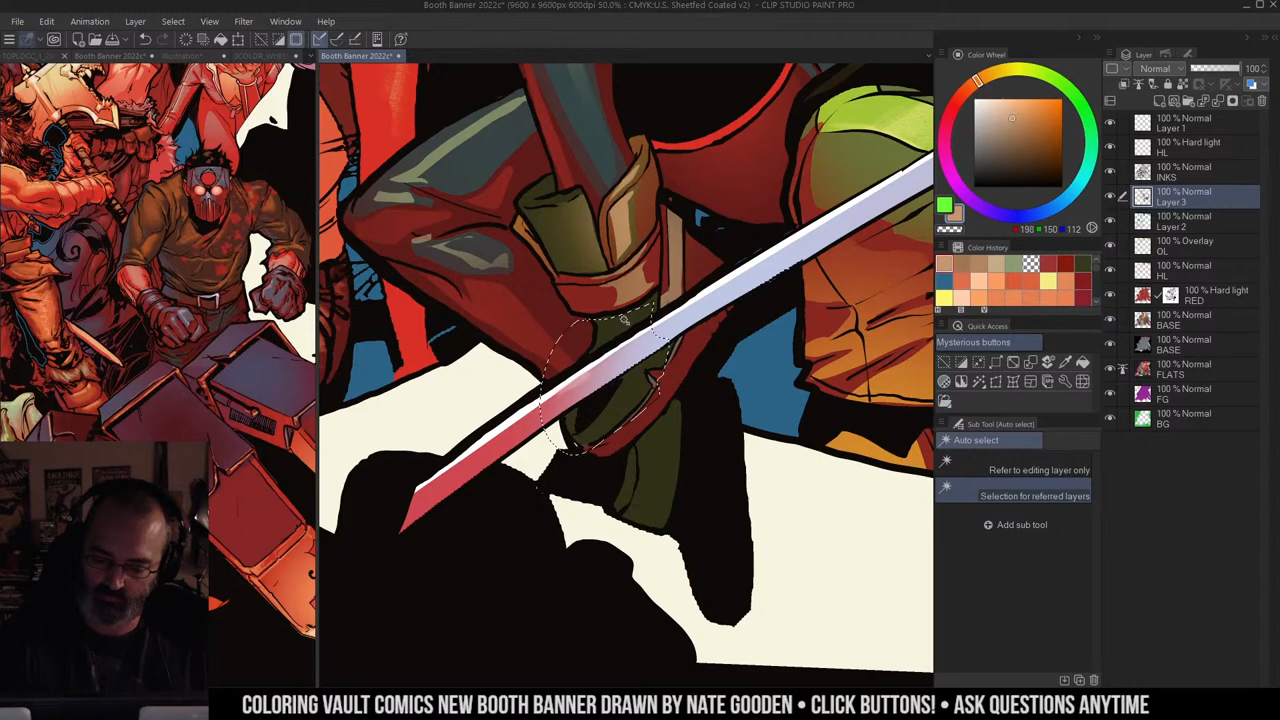 Booth Banner 2022c* (9600 x 9600px 600dpi 50.0% : CMYK:U.S. Sheetfed Coated v2) - CLIP STUDIO PAINT PRO
File Edit Animation Layer Select View Filter Window Help
Booth Banner 2022c*
Illustration*
Booth Banner 2022c*
Color Wheel
198 150 112
Color History
H S V
Quick Access
Mysterious buttons
Sub Tool [Auto select]
Auto select
Refer to editing layer only
Selection for referred layers
Add sub tool
Layer
Normal 100
100 % Normal
Layer 1
100 % Hard light
HL
100 % Normal
INKS
100 % Normal
Layer 3
100 % Normal
Layer 2
100 % Overlay
OL
100 % Normal
HL
100 % Hard light
RED
100 % Normal
BASE
100 % Normal
BASE
100 % Normal
FLATS
100 % Normal
FG
100 % Normal
BG
COLORING VAULT COMICS NEW BOOTH BANNER DRAWN BY NATE GOODEN • CLICK BUTTONS! • ASK QUESTIONS ANYTIME